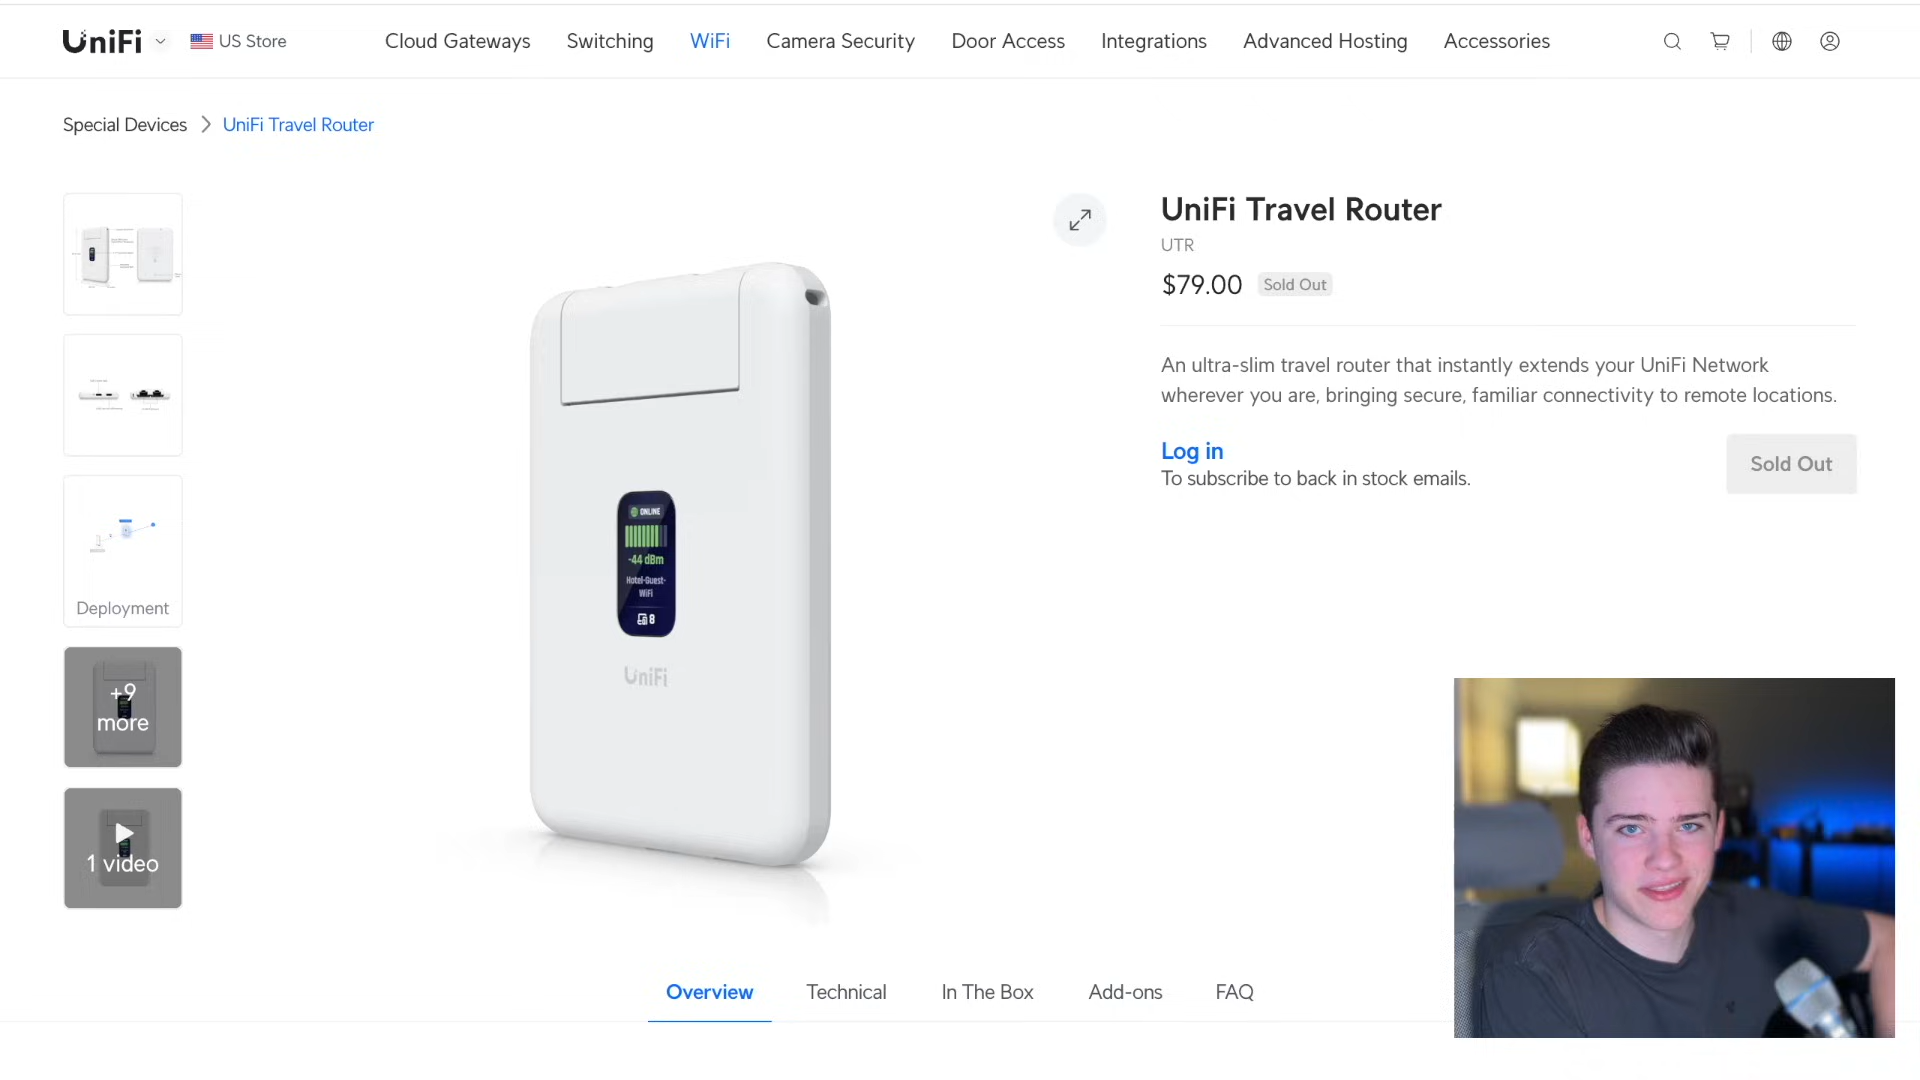 UniFi
US Store
Cloud Gateways
Switching
WiFi
Camera Security
Door Access
Integrations
Advanced Hosting
Accessories
Special Devices
UniFi Travel Router
Deployment
+9
more
1 video
ONLINE
-44 dBm
Hotel-Guest-
WiFi
8
UniFi
UniFi Travel Router
UTR
$79.00 Sold Out
An ultra-slim travel router that instantly extends your UniFi Network
wherever you are, bringing secure, familiar connectivity to remote locations.
Log in
To subscribe to back in stock emails.
Sold Out
Overview
Technical
In The Box
Add-ons
FAQ